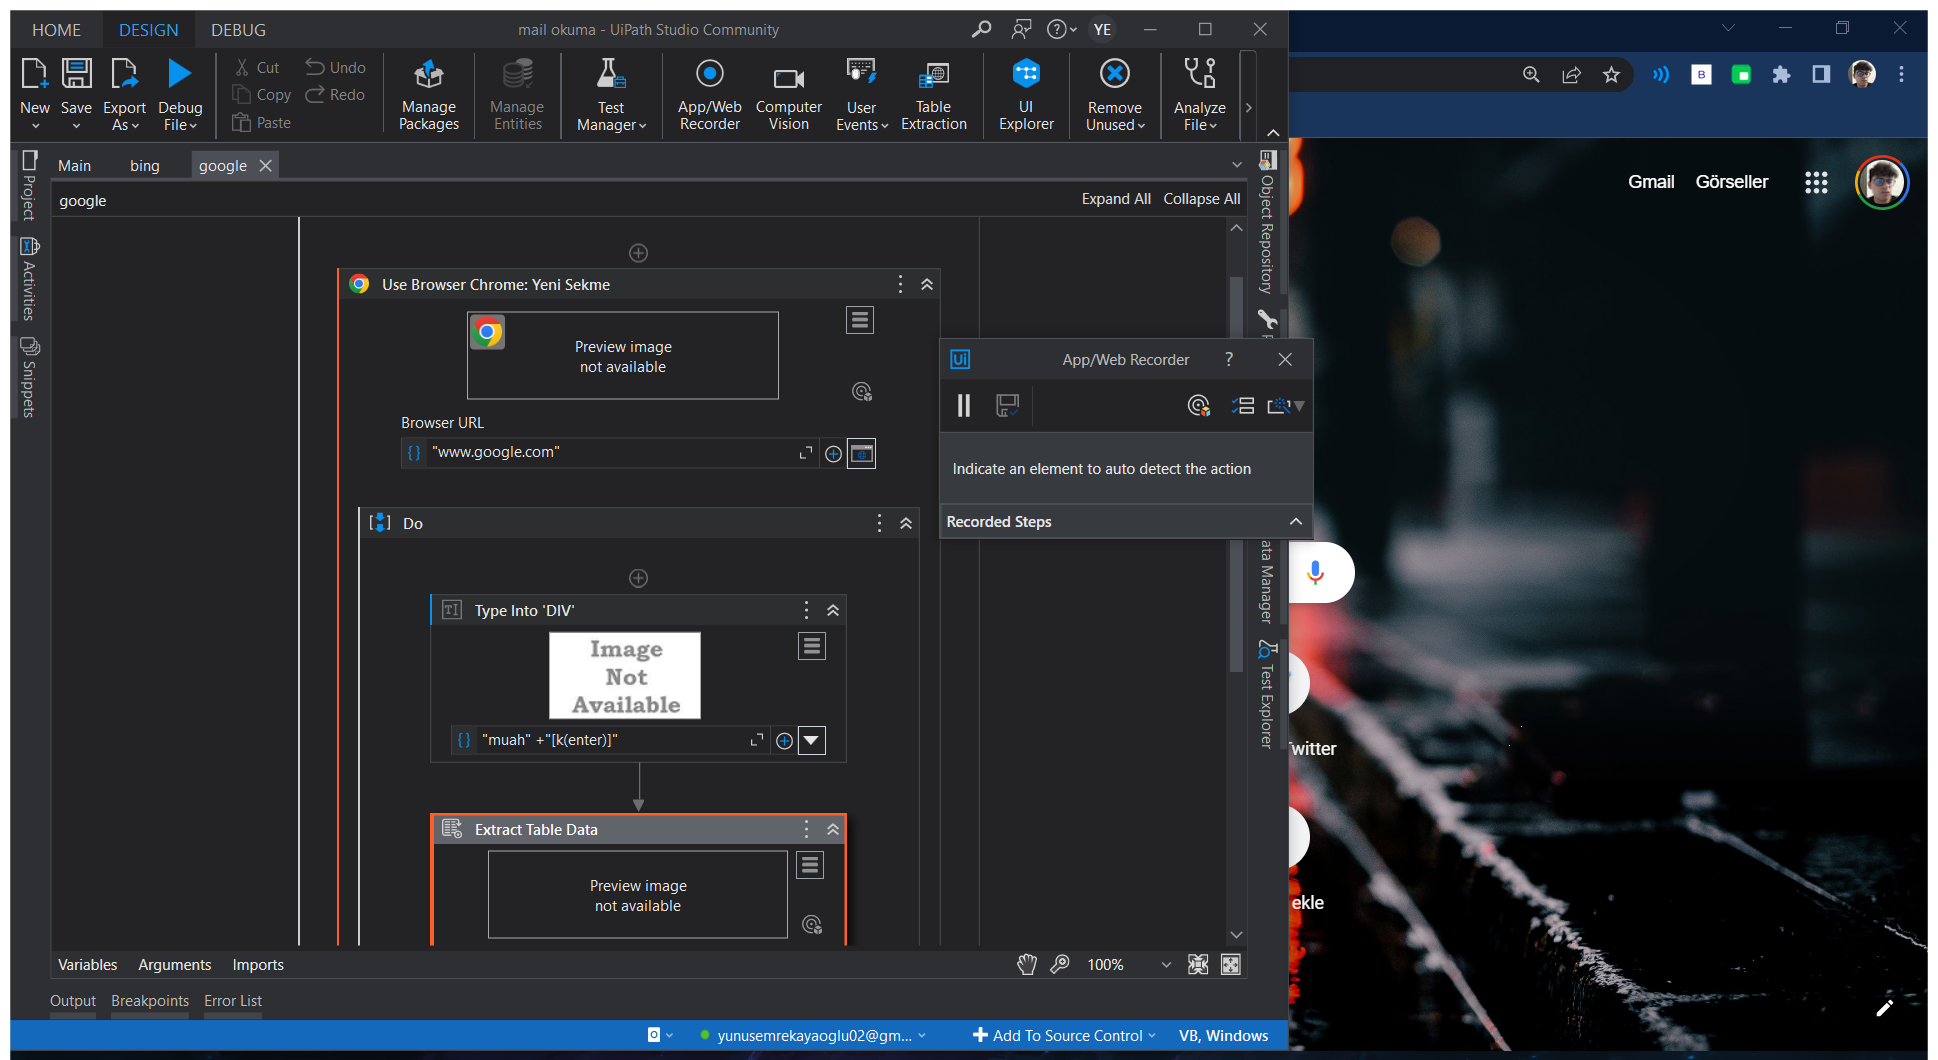 HOME
DESIGN
DEBUG
mail okuma - UiPath Studio Community
YE
New
Save
Export
As
Debug
File
Cut
Copy
Paste
Undo
Redo
Manage
Packages
Manage
Entities
Test
Manager
App/Web
Recorder
Computer
Vision
User
Events
Table
Extraction
UI
Explorer
Remove
Unused
Analyze
File
B
Main
bing
google
google
Expand All
Collapse All
Project
Activities
Snippets
Object Repository
Gmail
Görseller
Use Browser Chrome: Yeni Sekme
Preview image
not available
Browser URL
{} "www.google.com"
Ui
App/Web Recorder
?
Indicate an element to auto detect the action
Recorded Steps
Do
ata Manager
Test Explorer
TI
Type Into 'DIV'
Image
Not
Available
{} "muah" +"[k(enter)]"
witter
Extract Table Data
Preview image
not available
ekle
Variables
Arguments
Imports
100%
Output
Breakpoints
Error List
yunusemrekayaoglu02@gm...
Add To Source Control
VB, Windows